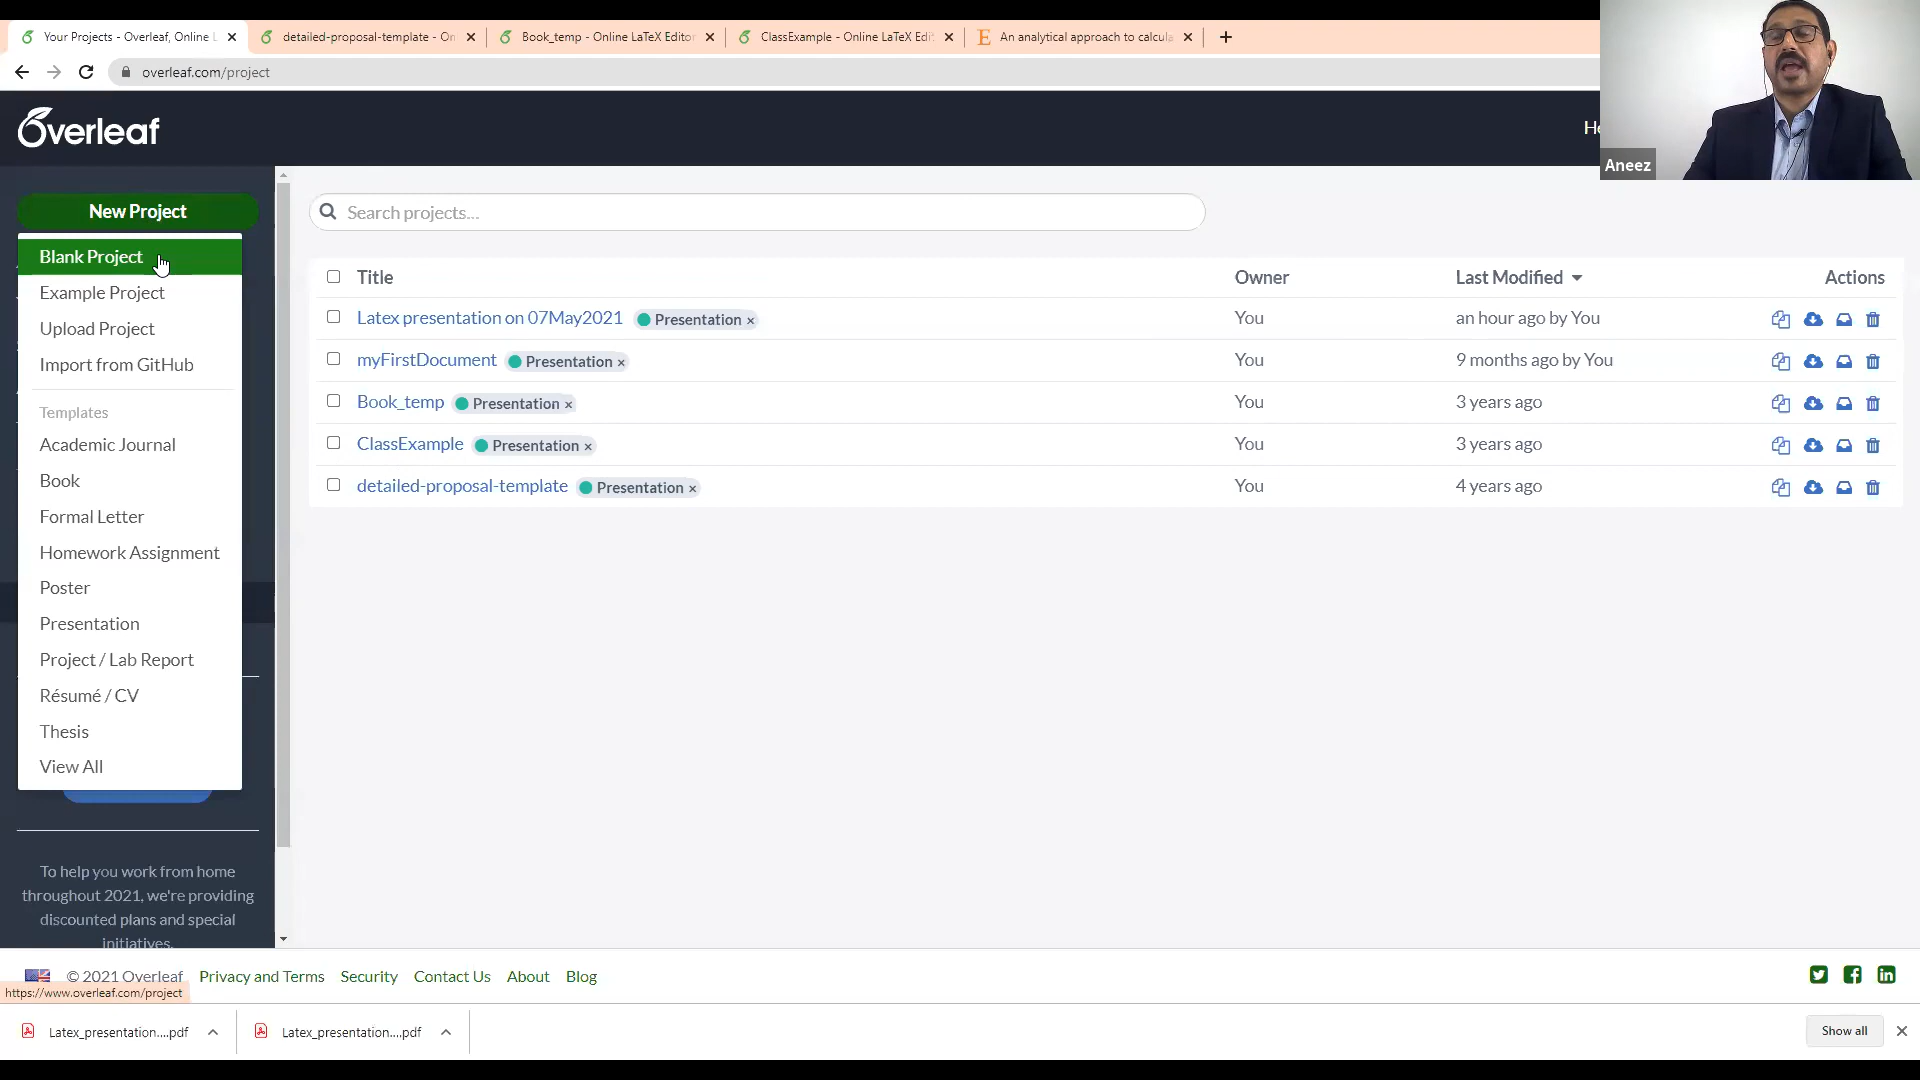 Your Projects - Overleaf, Online L
detailed-proposal-template - On
Book_temp - Online LaTeX Editor
ClassExample - Online LaTeX Edit
An analytical approach to calcula
overleaf.com/project
Overleaf
He
Aneez
New Project
Search projects...
Blank Project
Example Project
Upload Project
Import from GitHub
Templates
Academic Journal
Book
Formal Letter
Homework Assignment
Poster
Presentation
Project / Lab Report
Résumé / CV
Thesis
View All
Title Owner Last Modified Actions
Latex presentation on 07May2021 Presentation × You an hour ago by You
myFirstDocument Presentation × You 9 months ago by You
Book_temp Presentation × You 3 years ago
ClassExample Presentation × You 3 years ago
detailed-proposal-template Presentation × You 4 years ago
To help you work from home
throughout 2021, we're providing
discounted plans and special
initiatives.
© 2021 Overleaf Privacy and Terms Security Contact Us About Blog
https://www.overleaf.com/project
Latex_presentation....pdf Latex_presentation....pdf Show all